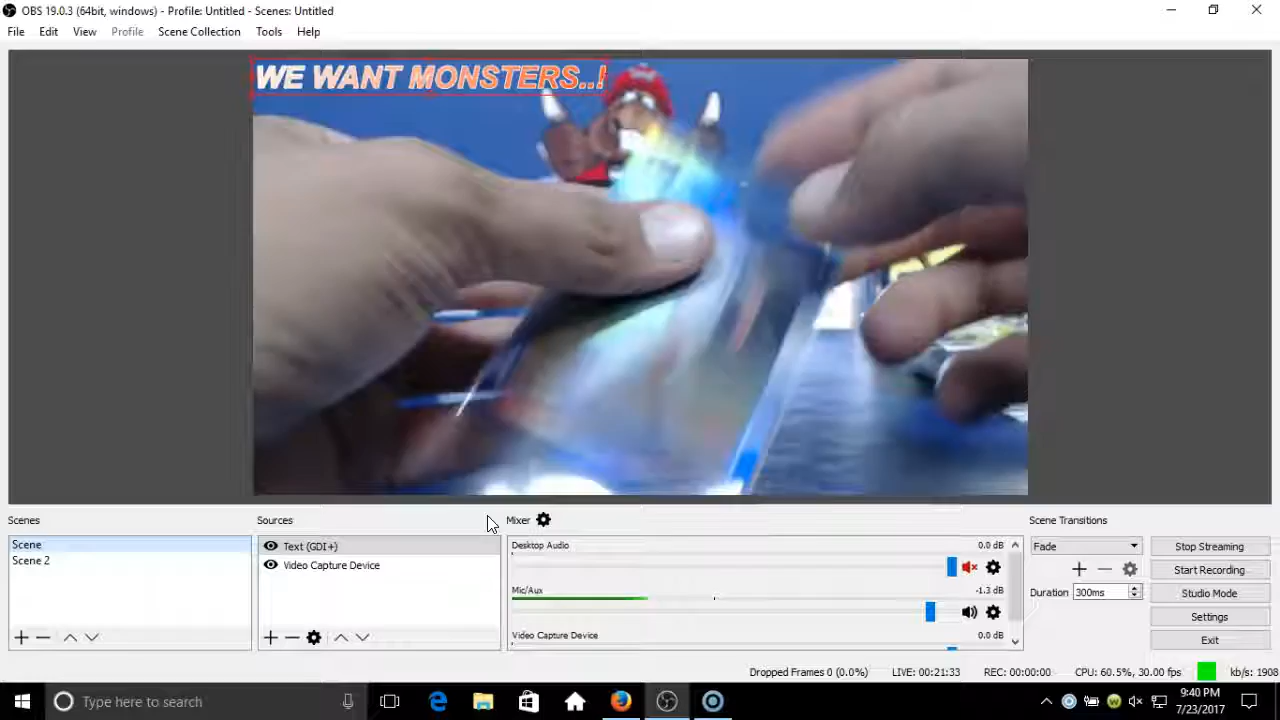 OBS 19.0.3 (64bit, windows) - Profile: Untitled - Scenes: Untitled
File Edit View Profile Scene Collection Tools Help
WE WANT MONSTERS..!
Scenes
Scene
Scene 2
Sources
Text (GDI+)
Video Capture Device
Mixer
Desktop Audio 0.0 dB
Mic/Aux -1.3 dB
Video Capture Device 0.0 dB
Scene Transitions
Fade
Duration 300ms
Stop Streaming
Start Recording
Studio Mode
Settings
Exit
Dropped Frames 0 (0.0%) LIVE: 00:21:33 REC: 00:00:00 CPU: 60.5%, 30.00 fps kb/s: 1908
Type here to search
9:40 PM
7/23/2017